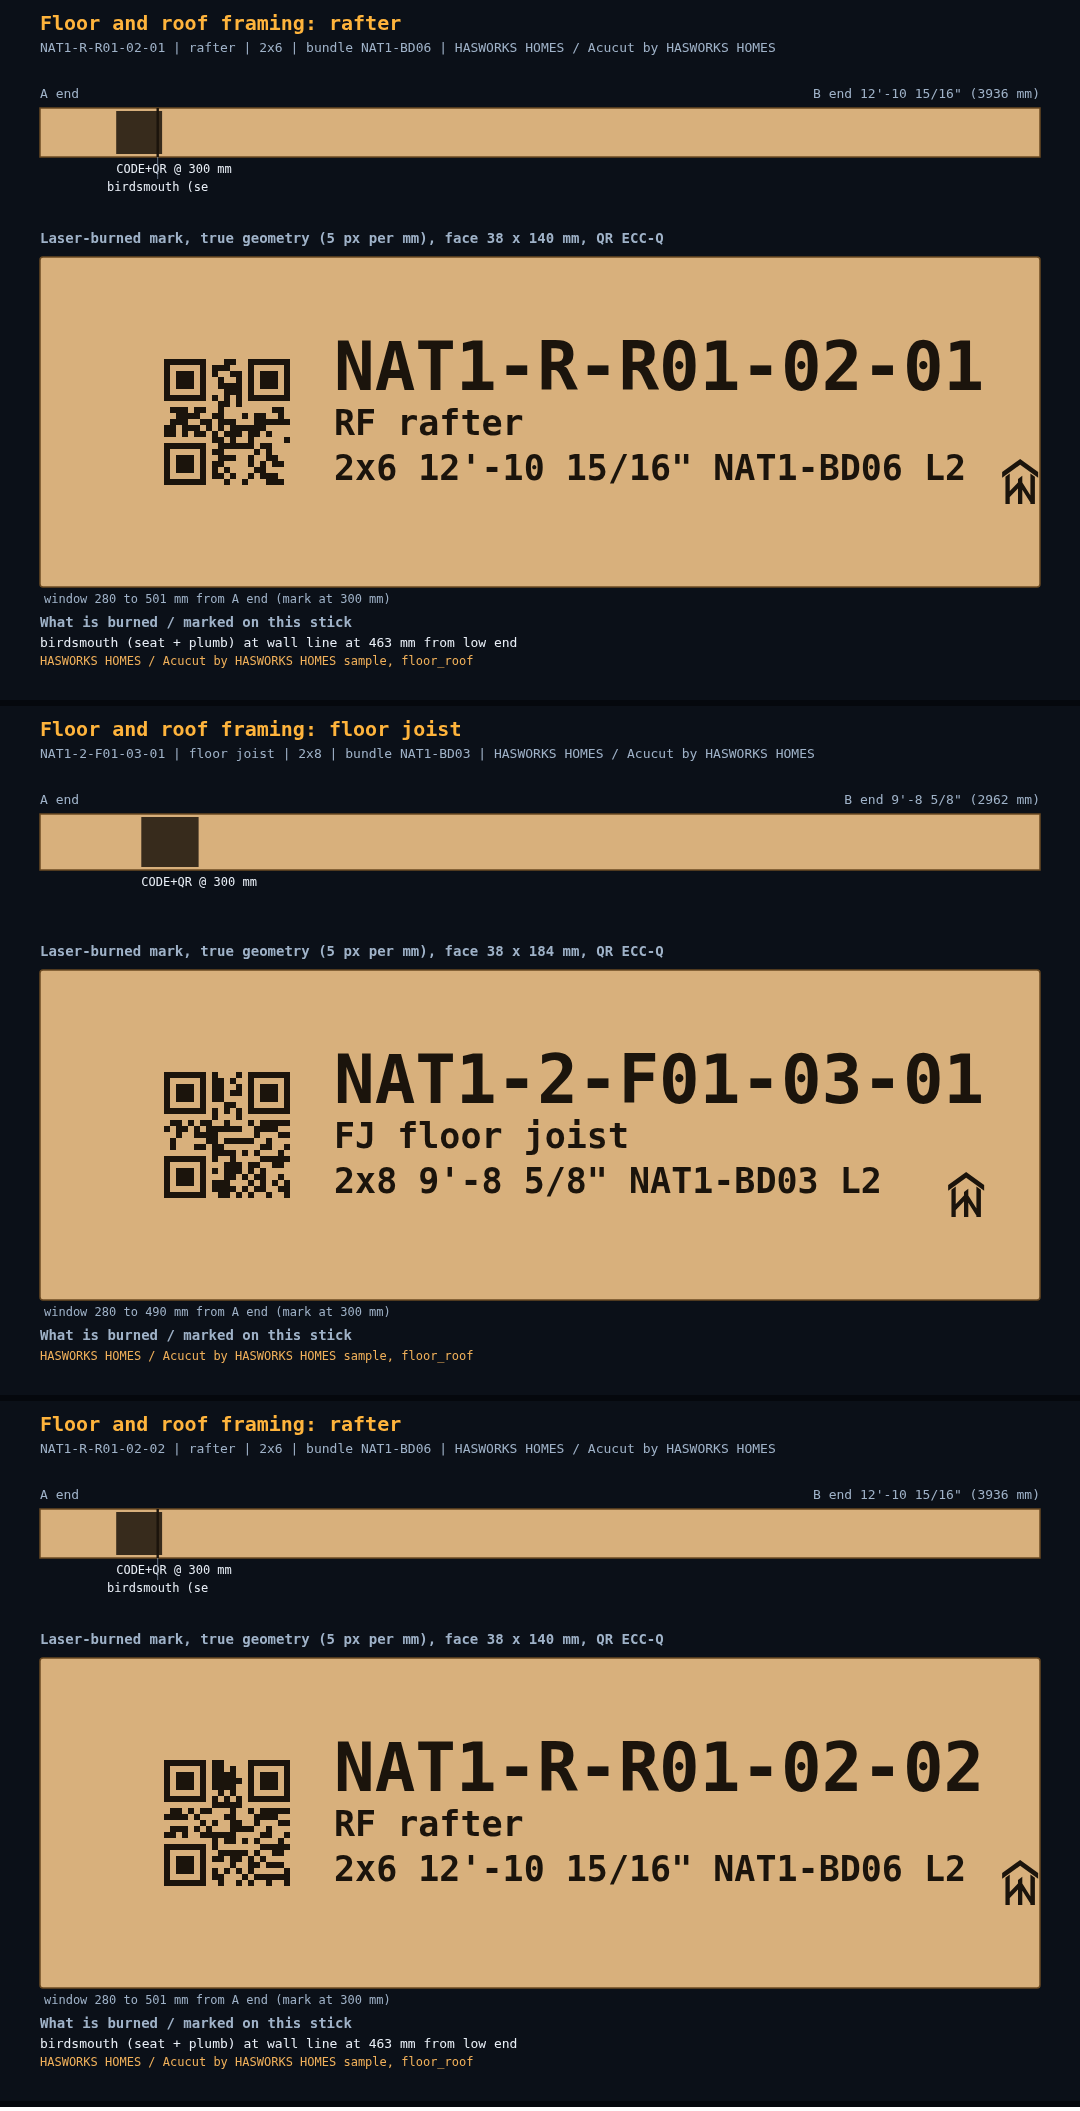 Floor and roof framing: rafter
NAT1-R-R01-02-01 | rafter | 2x6 | bundle NAT1-BD06 | HASWORKS HOMES / Acucut by HASWORKS HOMES
A end
B end 12'-10 15/16" (3936 mm)
CODE+QR @ 300 mm
birdsmouth (se
Laser-burned mark, true geometry (5 px per mm), face 38 x 140 mm, QR ECC-Q
NAT1-R-R01-02-01
RF rafter
2x6 12'-10 15/16" NAT1-BD06 L2
window 280 to 501 mm from A end (mark at 300 mm)
What is burned / marked on this stick
birdsmouth (seat + plumb) at wall line at 463 mm from low end
HASWORKS HOMES / Acucut by HASWORKS HOMES sample, floor_roof
Floor and roof framing: floor joist
NAT1-2-F01-03-01 | floor joist | 2x8 | bundle NAT1-BD03 | HASWORKS HOMES / Acucut by HASWORKS HOMES
A end
B end 9'-8 5/8" (2962 mm)
CODE+QR @ 300 mm
Laser-burned mark, true geometry (5 px per mm), face 38 x 184 mm, QR ECC-Q
NAT1-2-F01-03-01
FJ floor joist
2x8 9'-8 5/8" NAT1-BD03 L2
window 280 to 490 mm from A end (mark at 300 mm)
What is burned / marked on this stick
HASWORKS HOMES / Acucut by HASWORKS HOMES sample, floor_roof
Floor and roof framing: rafter
NAT1-R-R01-02-02 | rafter | 2x6 | bundle NAT1-BD06 | HASWORKS HOMES / Acucut by HASWORKS HOMES
A end
B end 12'-10 15/16" (3936 mm)
CODE+QR @ 300 mm
birdsmouth (se
Laser-burned mark, true geometry (5 px per mm), face 38 x 140 mm, QR ECC-Q
NAT1-R-R01-02-02
RF rafter
2x6 12'-10 15/16" NAT1-BD06 L2
window 280 to 501 mm from A end (mark at 300 mm)
What is burned / marked on this stick
birdsmouth (seat + plumb) at wall line at 463 mm from low end
HASWORKS HOMES / Acucut by HASWORKS HOMES sample, floor_roof